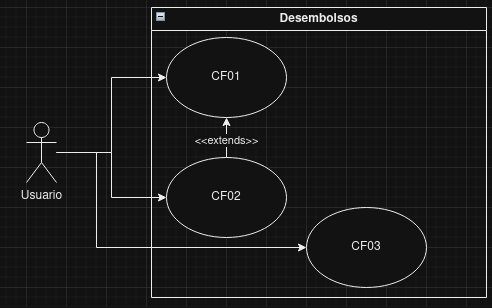 Desembolsos
CF01
<<extends>>
Usuario
CF02
CF03